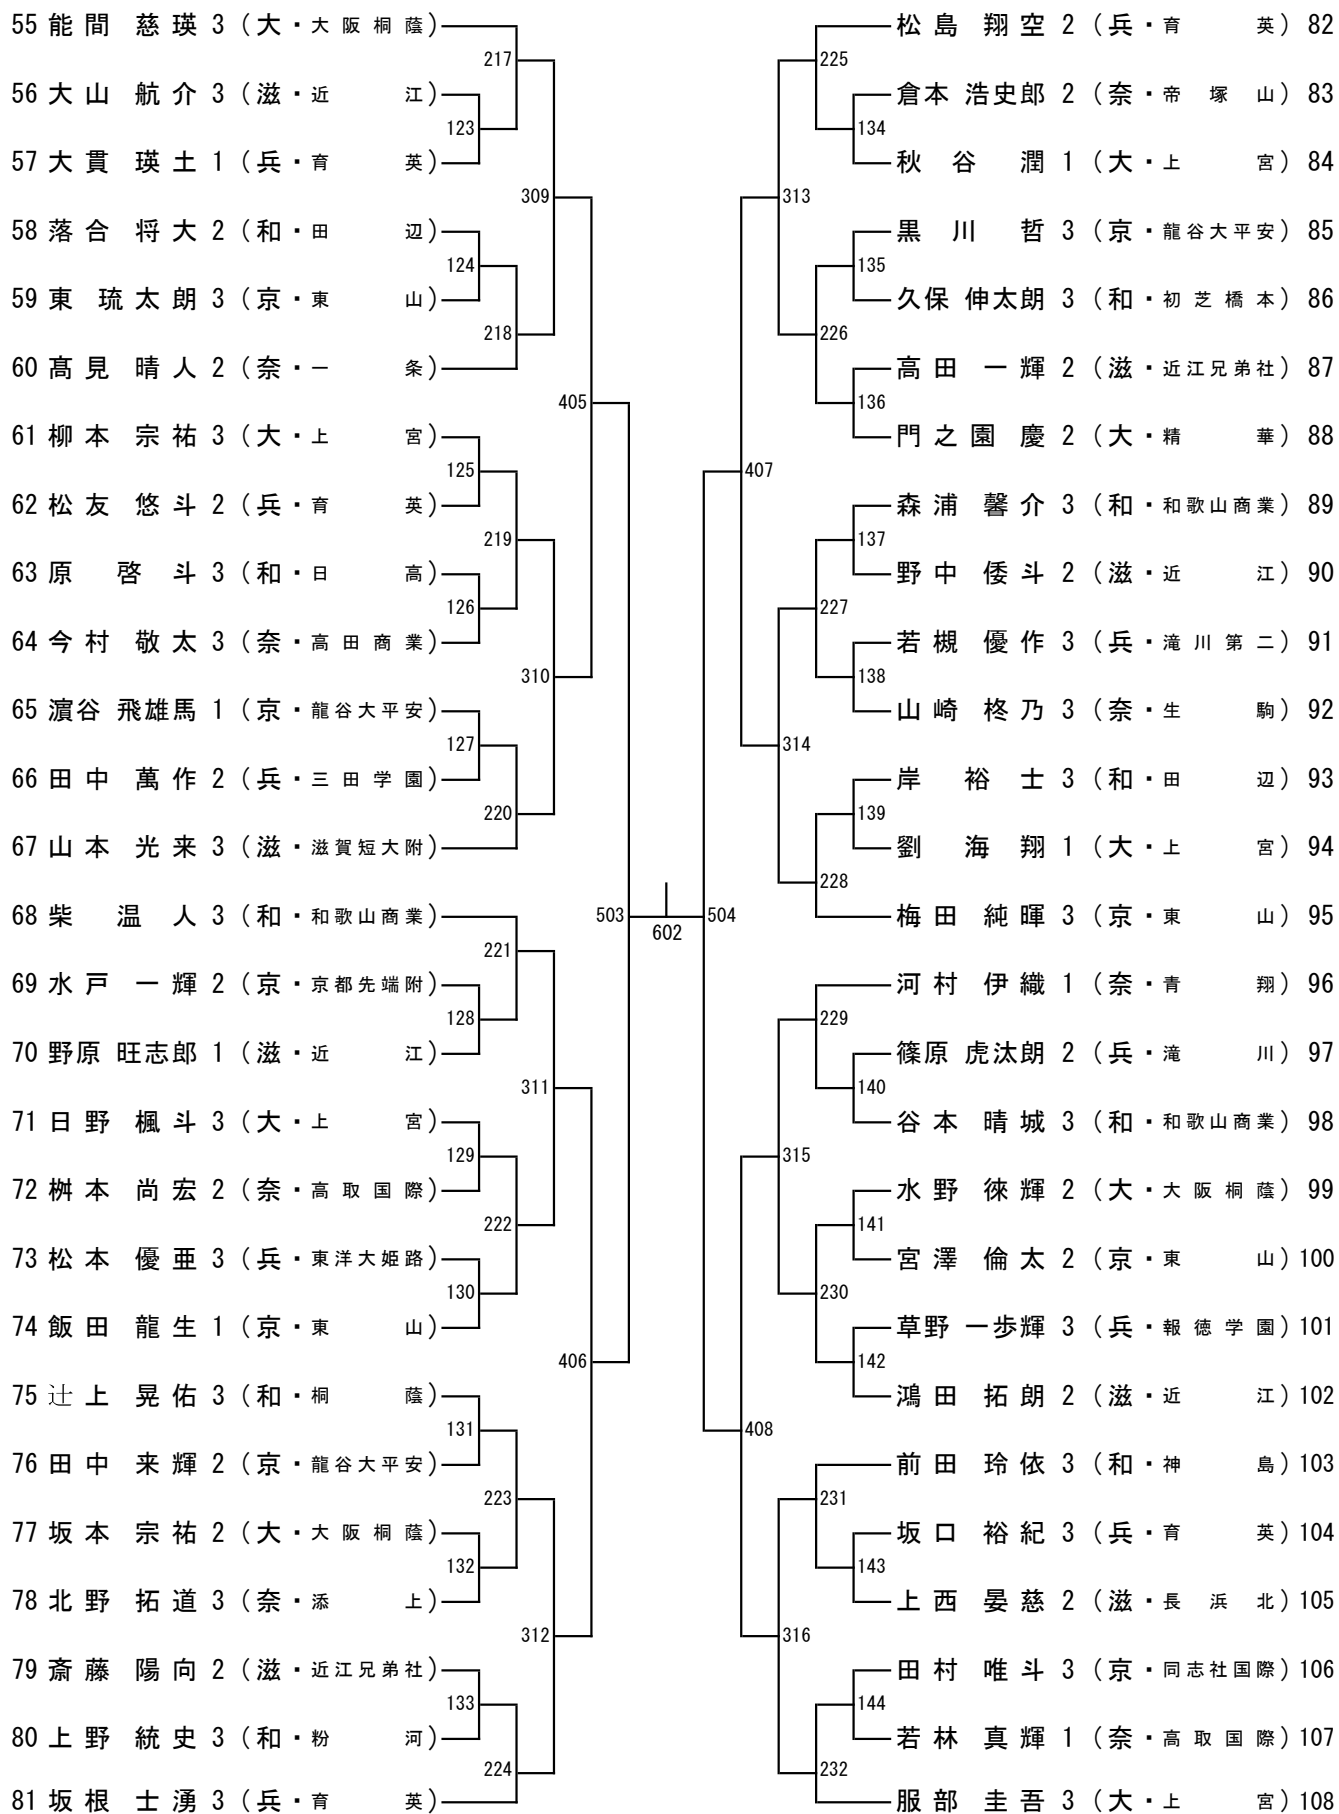 55 能間 慈瑛 3 (大・大阪桐蔭)
217
56 大山 航介 3 (滋・近江)
123
57 大貫 瑛土 1 (兵・育英)
309
58 落合 将大 2 (和・田辺)
124
59 東 琉太朗 3 (京・東山)
218
60 髙見 晴人 2 (奈・一条)
405
61 柳本 宗祐 3 (大・上宮)
125
62 松友 悠斗 2 (兵・育英)
219
63 原 啓斗 3 (和・日高)
126
64 今村 敬太 3 (奈・高田商業)
310
65 濵谷 飛雄馬 1 (京・龍谷大平安)
127
66 田中 萬作 2 (兵・三田学園)
220
67 山本 光来 3 (滋・滋賀短大附)
68 柴 温人 3 (和・和歌山商業)
503
221
69 水戸 一輝 2 (京・京都先端附)
128
70 野原 旺志郎 1 (滋・近江)
311
71 日野 楓斗 3 (大・上宮)
129
72 桝本 尚宏 2 (奈・高取国際)
222
73 松本 優亜 3 (兵・東洋大姫路)
130
74 飯田 龍生 1 (京・東山)
406
75 辻上 晃佑 3 (和・桐蔭)
131
76 田中 来輝 2 (京・龍谷大平安)
223
77 坂本 宗祐 2 (大・大阪桐蔭)
132
78 北野 拓道 3 (奈・添上)
312
79 斎藤 陽向 2 (滋・近江兄弟社)
133
80 上野 統史 3 (和・粉河)
224
81 坂根 士湧 3 (兵・育英)
602
松島 翔空 2 (兵・育英) 82
225
倉本 浩史郎 2 (奈・帝塚山) 83
134
秋谷 潤 1 (大・上宮) 84
313
黒川 哲 3 (京・龍谷大平安) 85
135
久保 伸太朗 3 (和・初芝橋本) 86
226
高田 一輝 2 (滋・近江兄弟社) 87
136
門之園 慶 2 (大・精華) 88
407
森浦 馨介 3 (和・和歌山商業) 89
137
野中 倭斗 2 (滋・近江) 90
227
若槻 優作 3 (兵・滝川第二) 91
138
山崎 柊乃 3 (奈・生駒) 92
314
岸 裕士 3 (和・田辺) 93
139
劉 海翔 1 (大・上宮) 94
228
梅田 純暉 3 (京・東山) 95
504
河村 伊織 1 (奈・青翔) 96
229
篠原 虎汰朗 2 (兵・滝川) 97
140
谷本 晴城 3 (和・和歌山商業) 98
315
水野 徠輝 2 (大・大阪桐蔭) 99
141
宮澤 倫太 2 (京・東山) 100
230
草野 一歩輝 3 (兵・報徳学園) 101
142
鴻田 拓朗 2 (滋・近江) 102
408
前田 玲依 3 (和・神島) 103
231
坂口 裕紀 3 (兵・育英) 104
143
上西 晏慈 2 (滋・長浜北) 105
316
田村 唯斗 3 (京・同志社国際) 106
144
若林 真輝 1 (奈・高取国際) 107
232
服部 圭吾 3 (大・上宮) 108